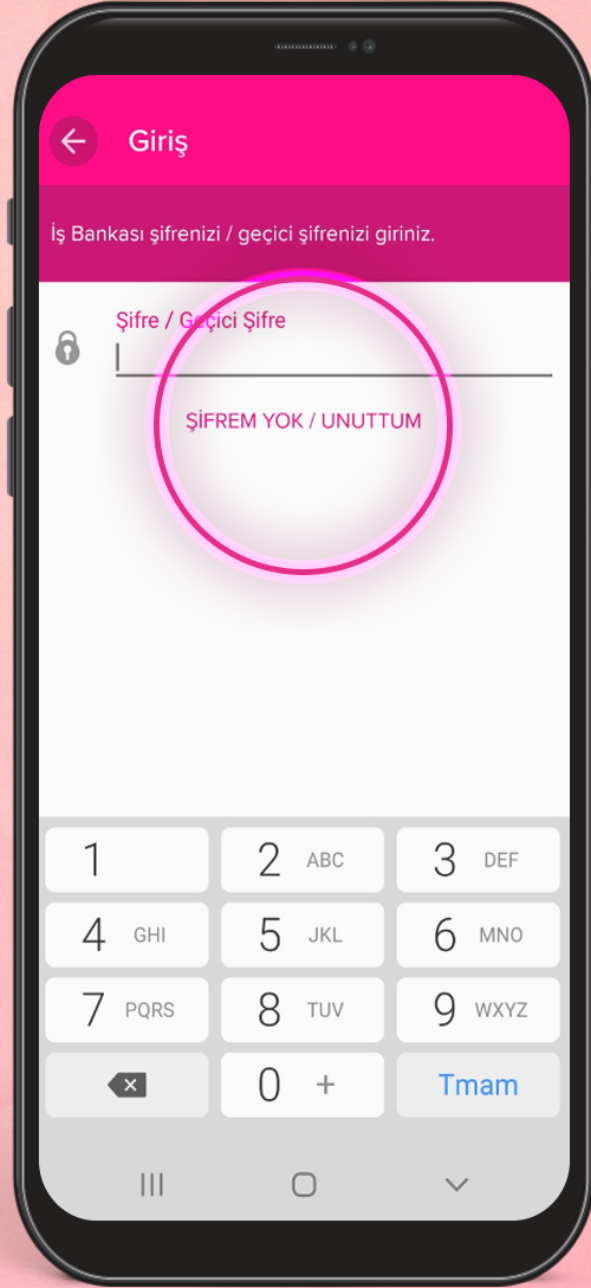 Giriş
İş Bankası şifrenizi / geçici şifrenizi giriniz.
Şifre / Geçici Şifre
ŞİFREM YOK / UNUTTUM
1
2 ABC
3 DEF
4 GHI
5 JKL
6 MNO
7 PQRS
8 TUV
9 WXYZ
0 +
Tmam